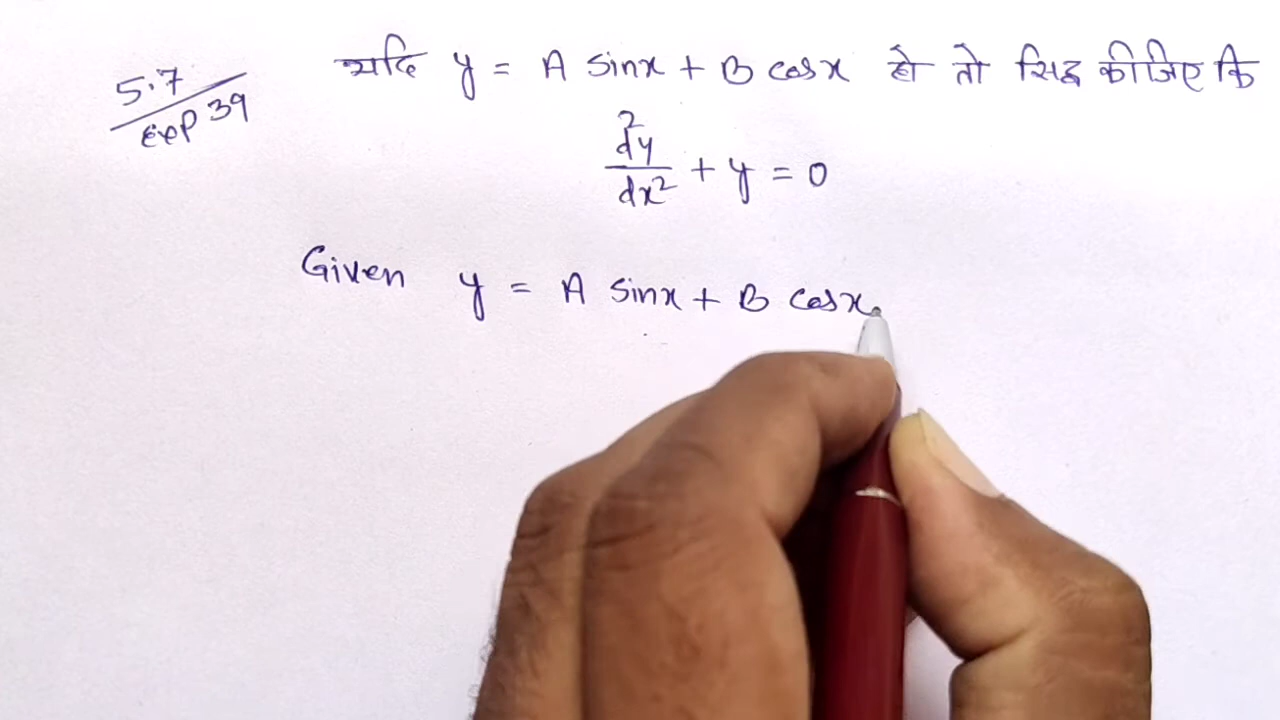 5.7
Exp 39
यदि y = A sinx + B cosx हो तो सिद्ध कीजिए कि
d²y/dx² + y = 0
Given y = A sinx + B cosx